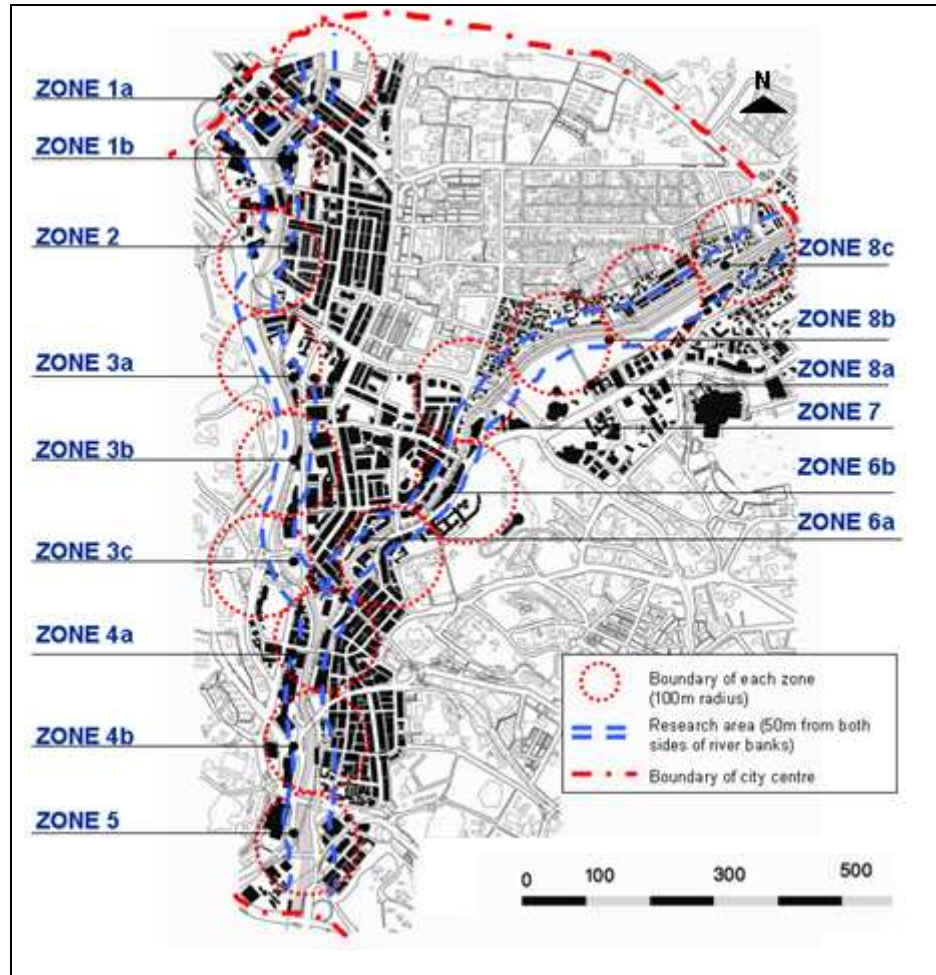 N
ZONE 1a
ZONE 1b
ZONE 2
ZONE 3a
ZONE 3b
ZONE 3c
ZONE 4a
ZONE 4b
ZONE 5
ZONE 8c
ZONE 8b
ZONE 8a
ZONE 7
ZONE 6b
ZONE 6a
Boundary of each zone
(100m radius)
Research area (50m from both
sides of river banks)
Boundary of city centre
0 100 300 500